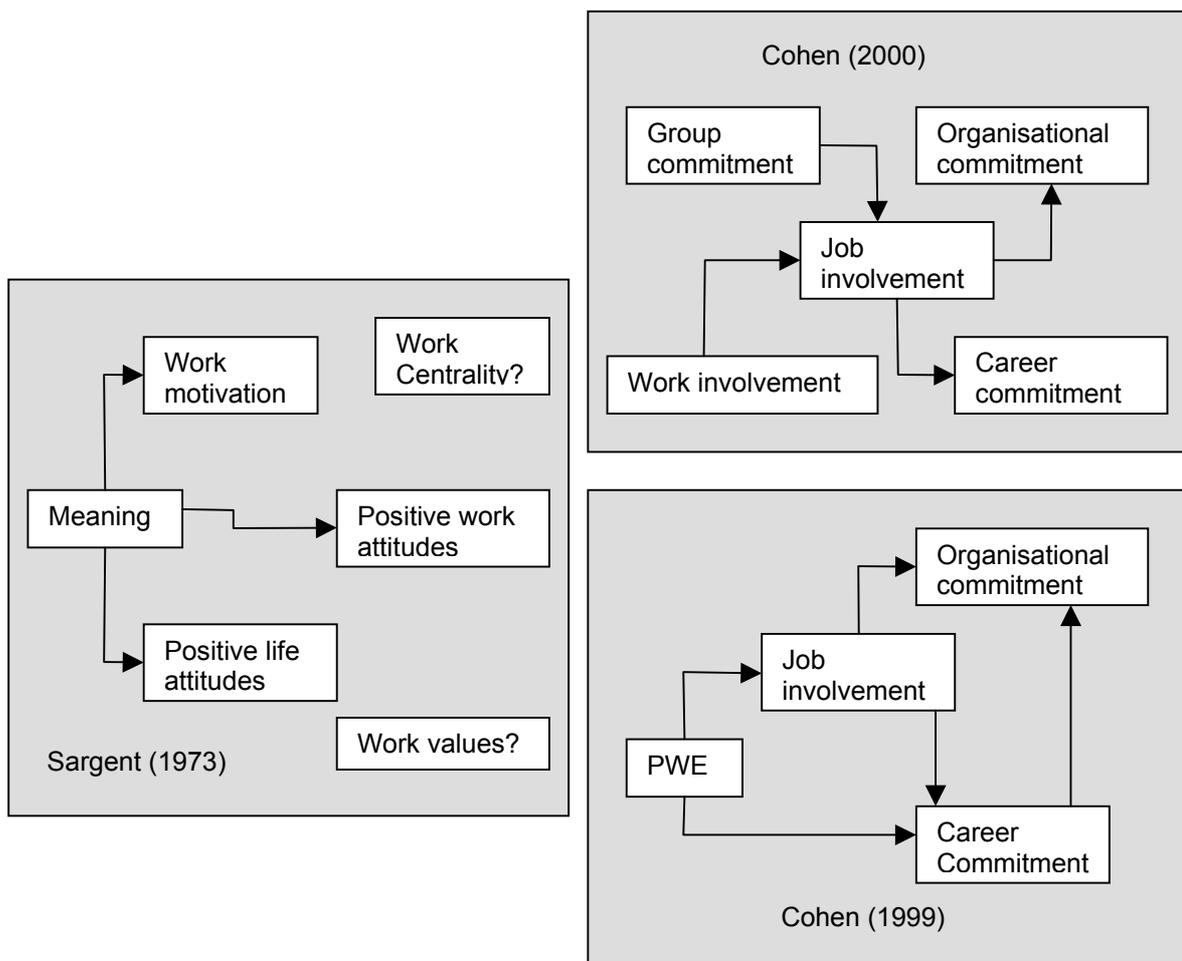 Cohen (2000)
Group
commitment
Organisational
commitment
Job
involvement
Work involvement
Career
commitment
Work
motivation
Work
Centrality?
Meaning
Positive work
attitudes
Positive life
attitudes
Work values?
Sargent (1973)
Organisational
commitment
Job
involvement
PWE
Career
Commitment
Cohen (1999)